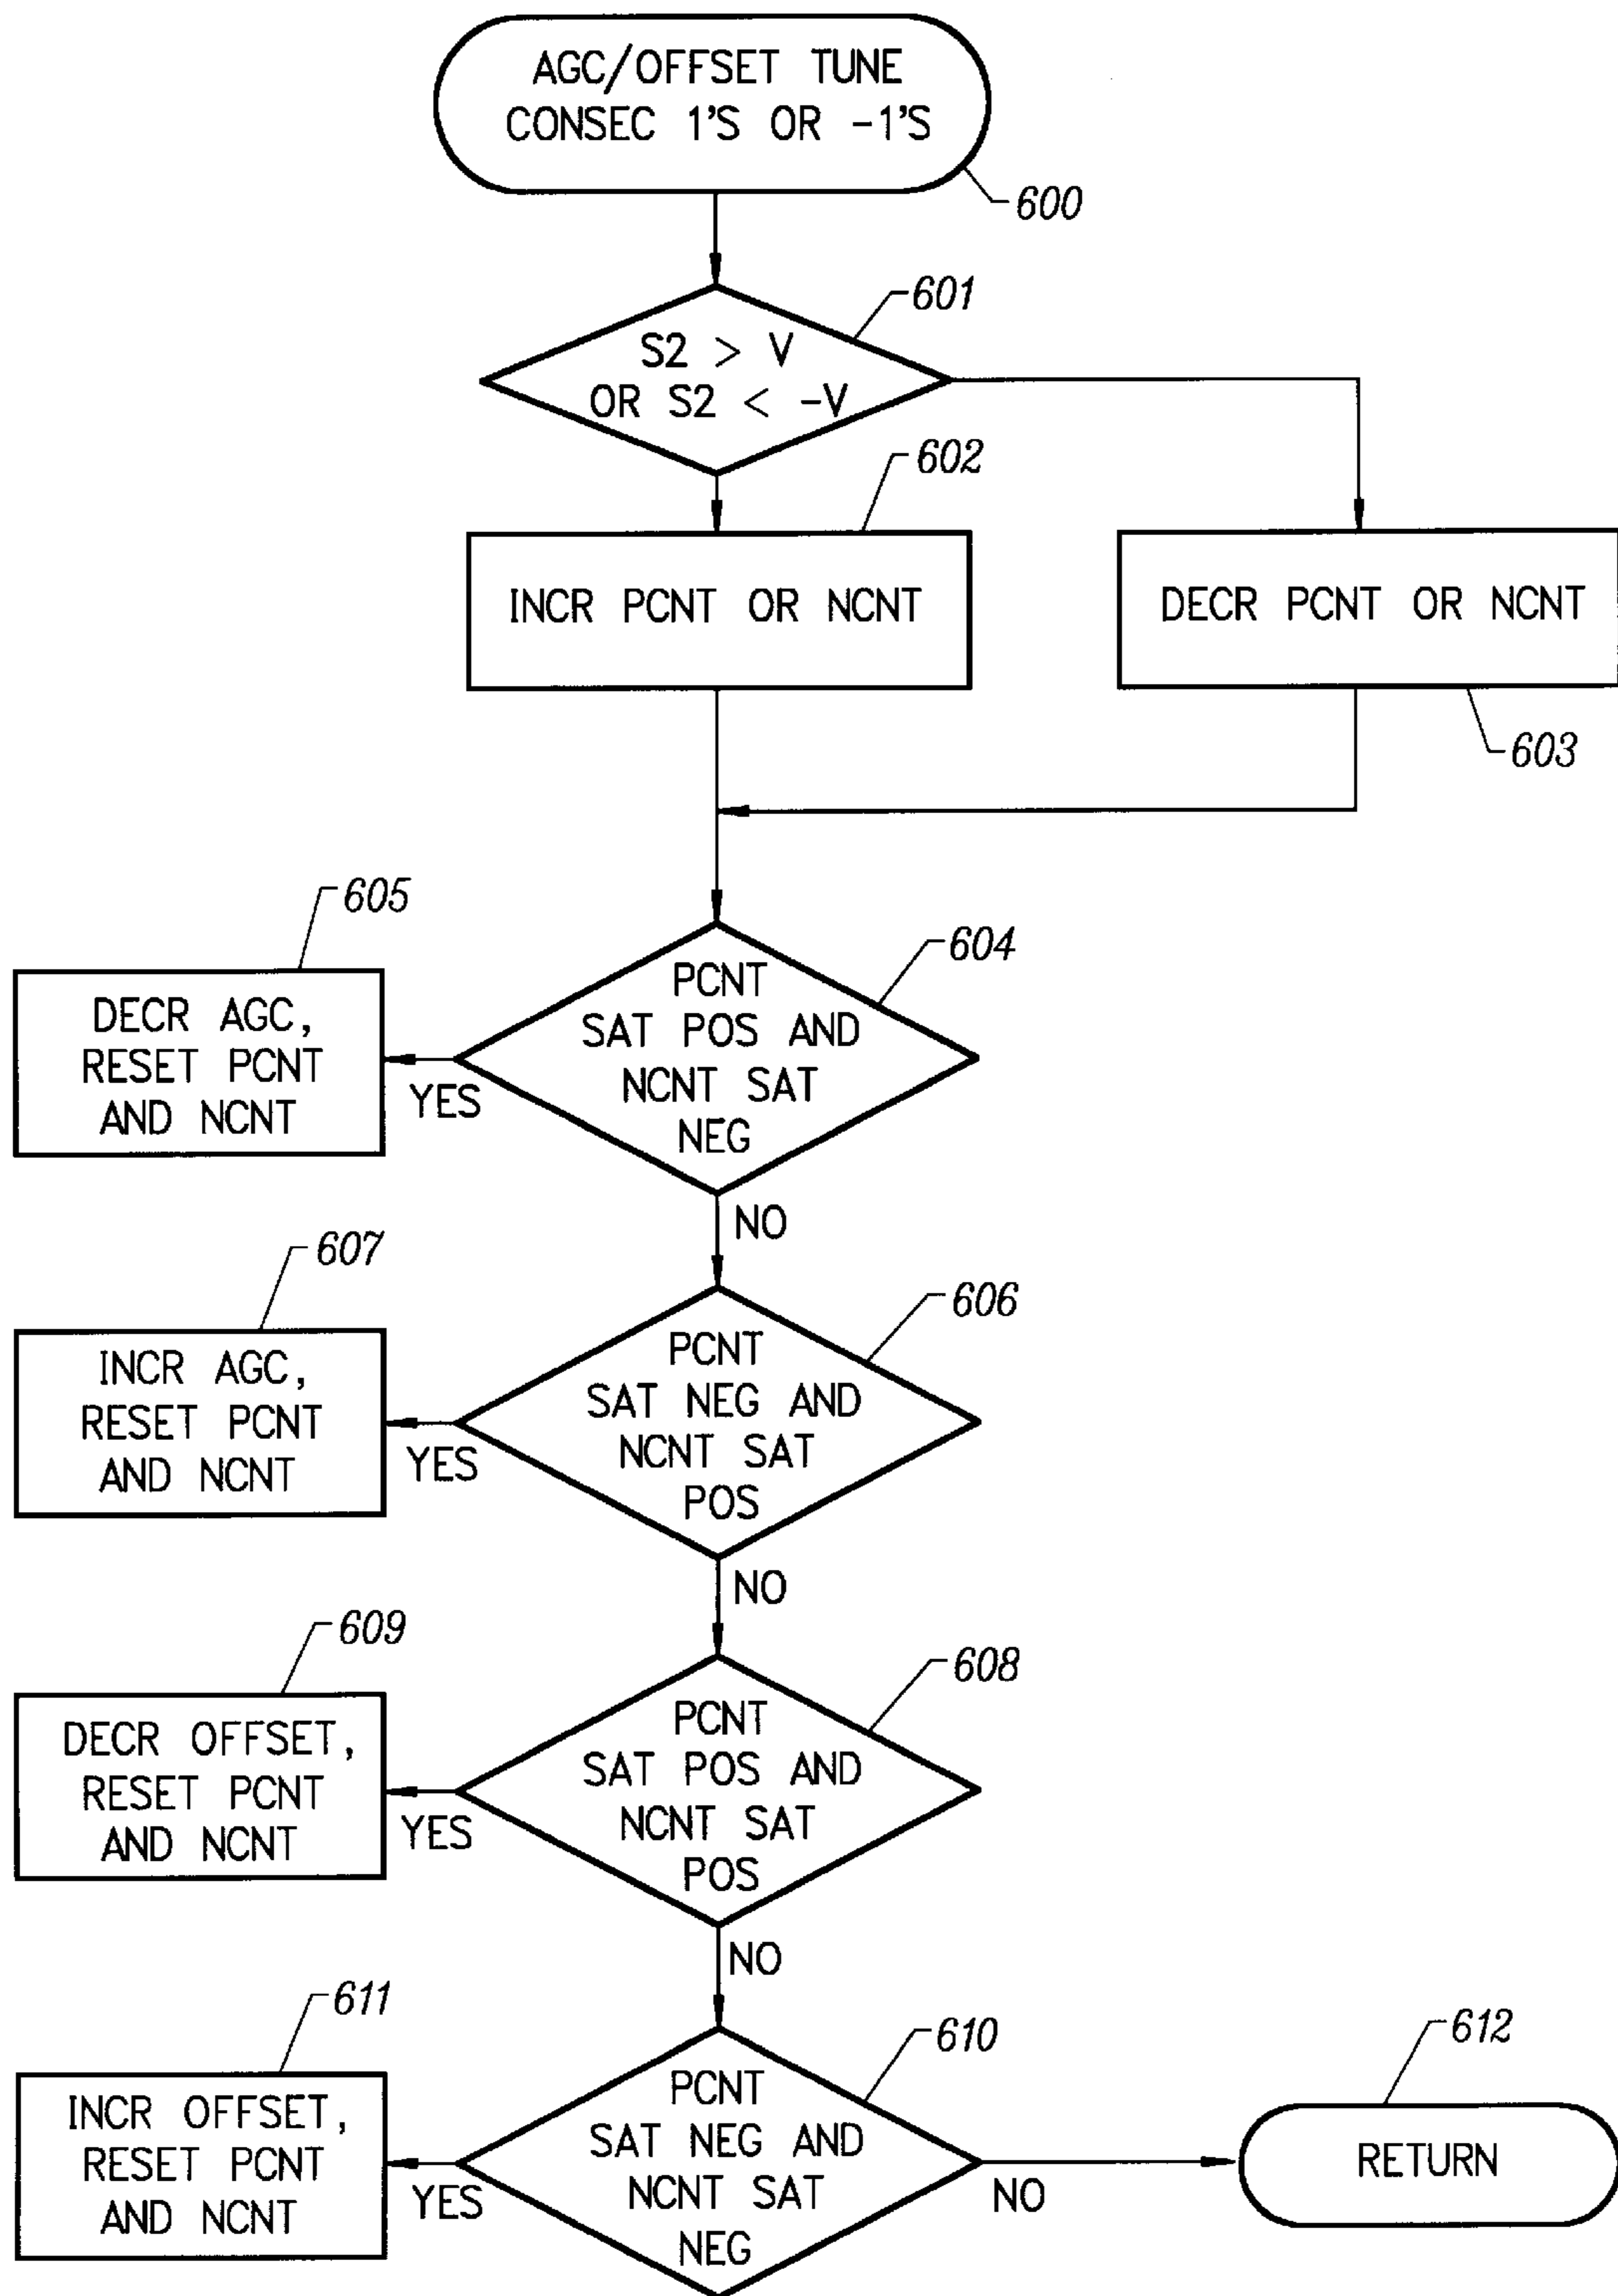 AGC/OFFSET TUNE
CONSEC 1'S OR -1'S
600
601
S2 > V
OR S2 < -V
602
INCR PCNT OR NCNT
DECR PCNT OR NCNT
603
605
604
DECR AGC,
RESET PCNT
AND NCNT
PCNT
SAT POS AND
NCNT SAT
NEG
YES
NO
607
606
INCR AGC,
RESET PCNT
AND NCNT
PCNT
SAT NEG AND
NCNT SAT
POS
YES
NO
609
608
DECR OFFSET,
RESET PCNT
AND NCNT
PCNT
SAT POS AND
NCNT SAT
POS
YES
NO
611
610
612
INCR OFFSET,
RESET PCNT
AND NCNT
PCNT
SAT NEG AND
NCNT SAT
NEG
YES
NO
RETURN